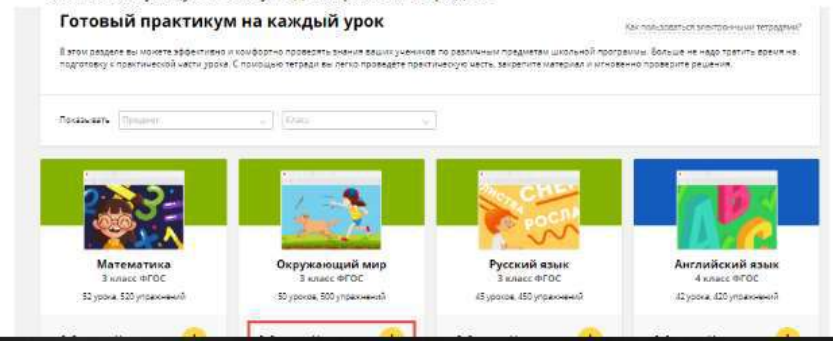 Готовый практикум на каждый урок
Как пользоваться электронными тетрадями?
В этом разделе вы можете эффективно и комфортно проверять знания ваших учеников по различным предметам школьной программы. Больше не надо тратить время на
подготовку к практической части урока. С помощью тетради вы легко проведете практическую часть, закрепите материал и мгновенно проверите решения.
Показывать Предмет Класс
СНЕ
РОСЛА
A B C
Математика
3 класс ФГОС
52 урока, 520 упражнений
Окружающий мир
3 класс ФГОС
50 уроков, 500 упражнений
Русский язык
3 класс ФГОС
45 уроков, 450 упражнений
Английский язык
4 класс ФГОС
42 урока, 420 упражнений